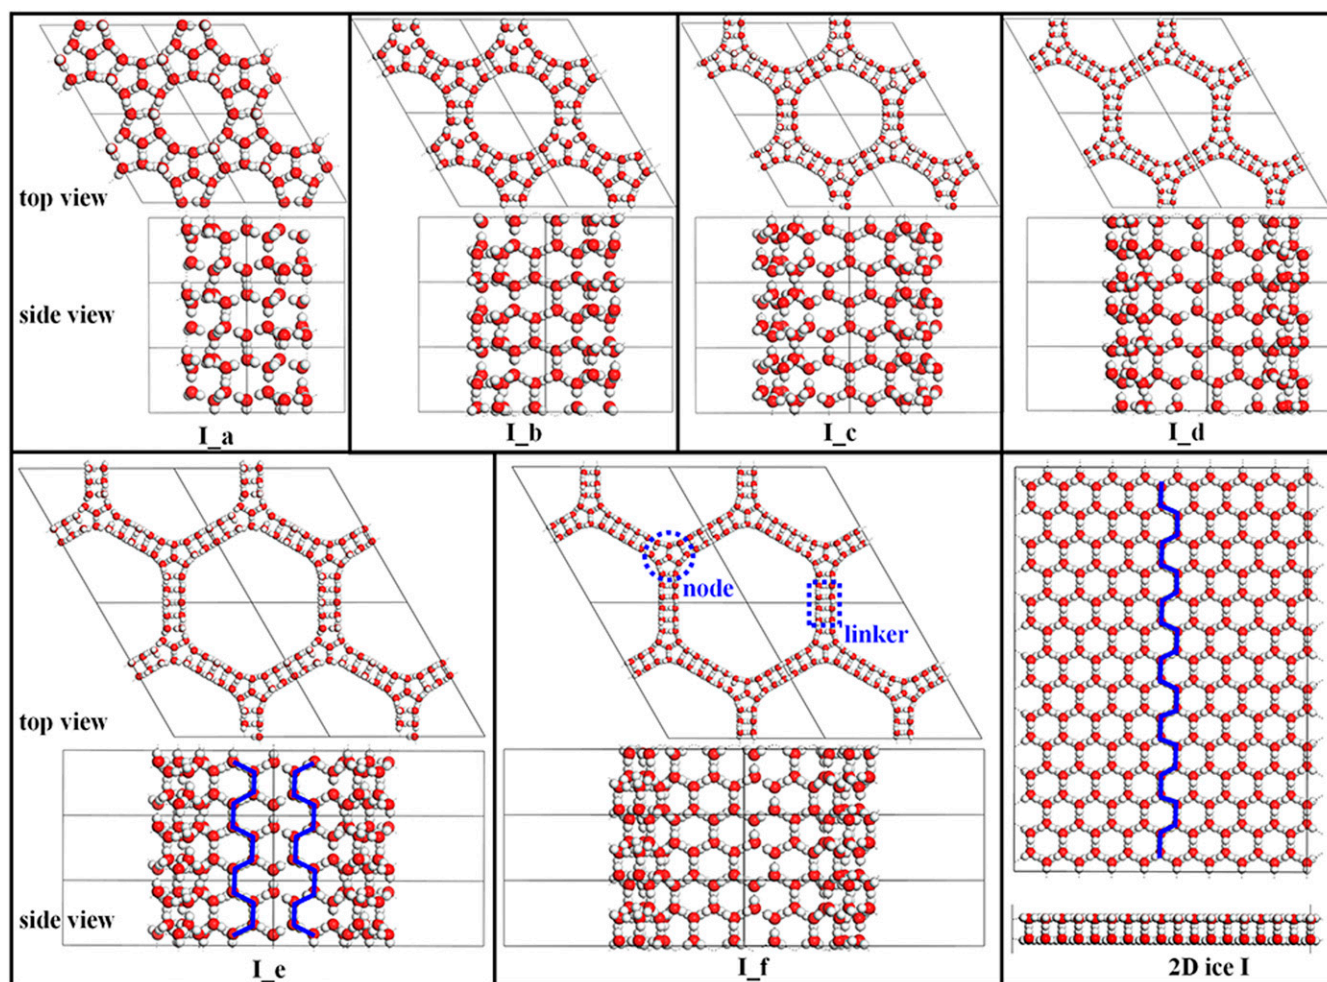 top view
side view
I_a
I_b
I_c
I_d
top view
side view
I_e
node
linker
I_f
2D ice I